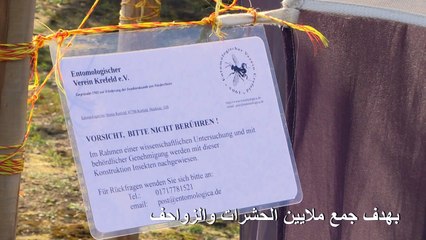 Entomologischer
Verein Krefeld e.V.
VORSICHT, BITTE NICHT BERÜHREN !
Im Rahmen einer wissenschaftlichen Untersuchung und mit
behördlicher Genehmigung werden mit dieser
Konstruktion Insekten nachgewiesen.
Für Rückfragen wenden Sie sich bitte an:
Tel.: 01717781521
email: post@entomologica.de
بهدف جمع ملايين الحشرات والزواحف